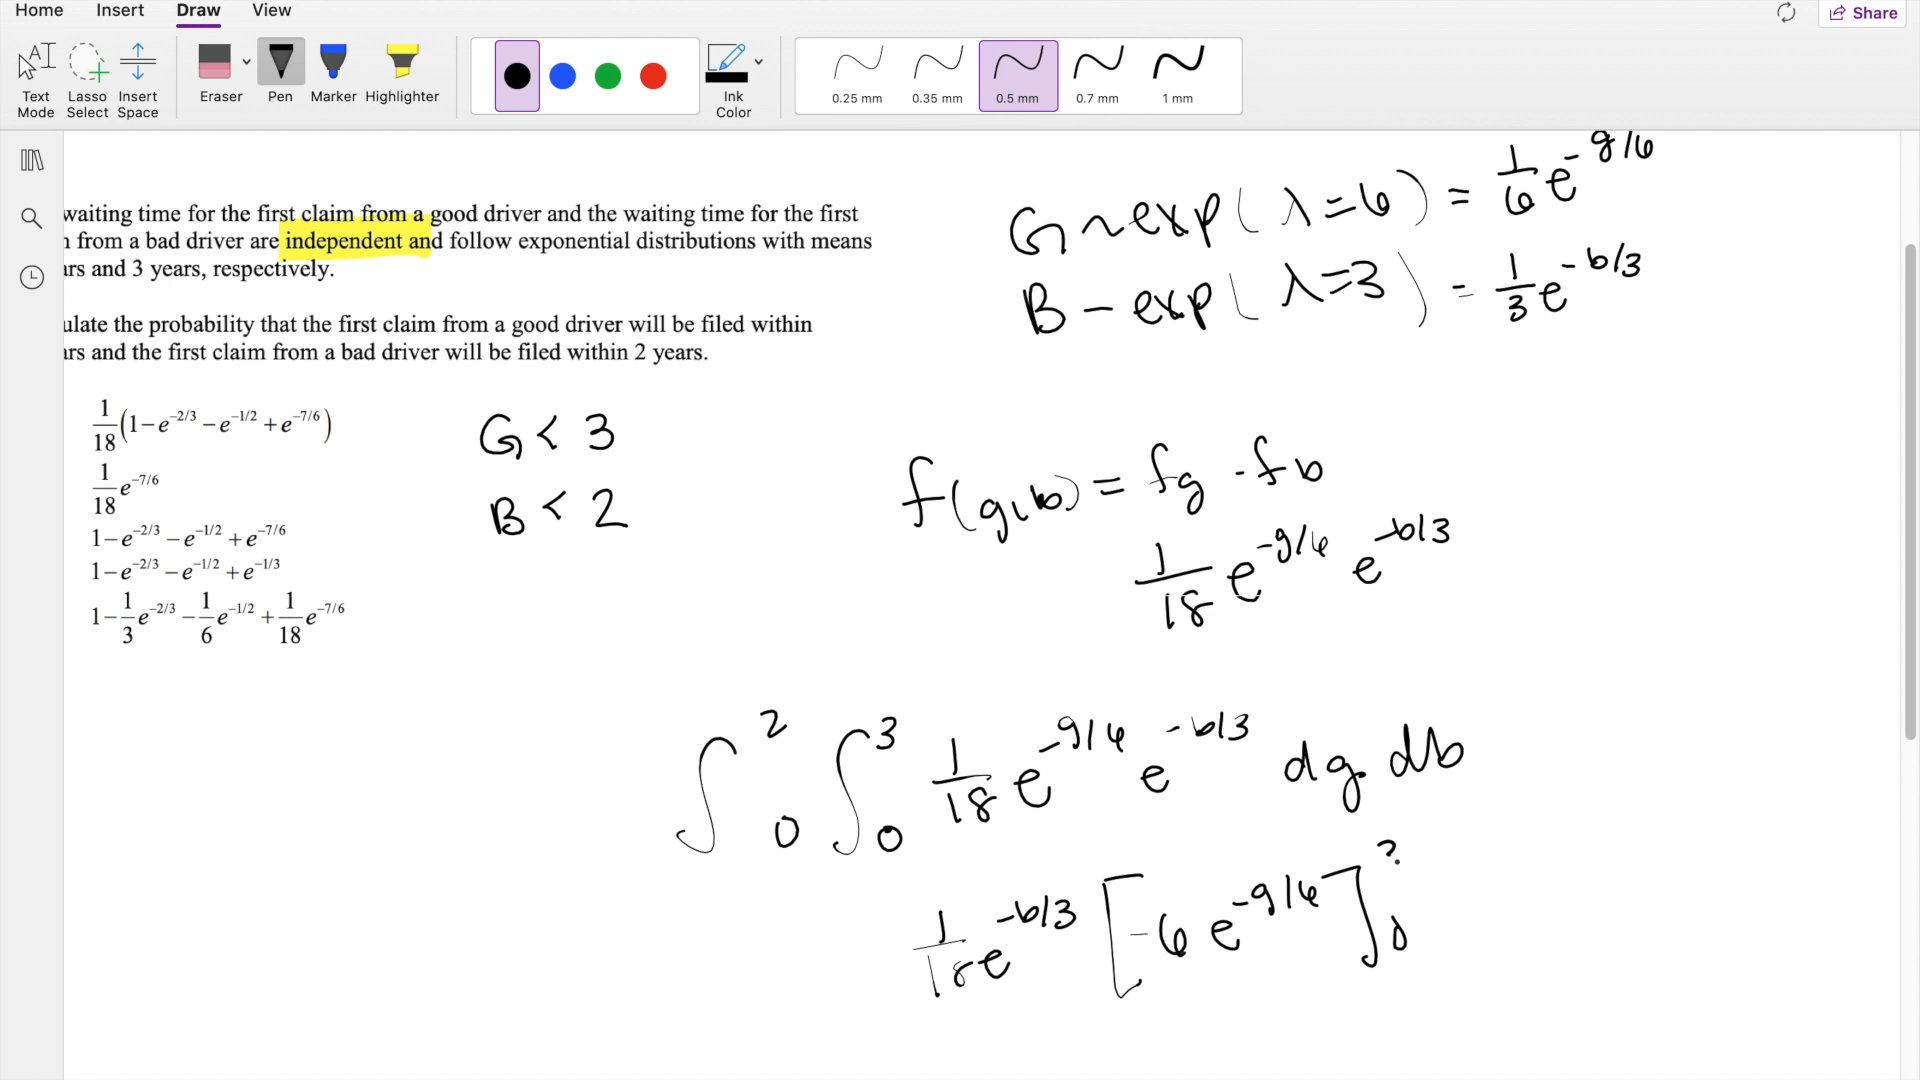 Home Insert Draw View
Share
Text Mode
Lasso Select
Insert Space
Eraser
Pen
Marker
Highlighter
Ink Color
0.25 mm
0.35 mm
0.5 mm
0.7 mm
1 mm
waiting time for the first claim from a good driver and the waiting time for the first
from a bad driver are independent and follow exponential distributions with means
rs and 3 years, respectively.
ulate the probability that the first claim from a good driver will be filed within
rs and the first claim from a bad driver will be filed within 2 years.
1/18 (1 − e^{−2/3} − e^{−1/2} + e^{−7/6})
1/18 e^{−7/6}
1 − e^{−2/3} − e^{−1/2} + e^{−7/6}
1 − e^{−2/3} − e^{−1/2} + e^{−1/3}
1 − 1/3 e^{−2/3} − 1/6 e^{−1/2} + 1/18 e^{−7/6}
G < 3
B < 2
G ~ exp( λ=6 ) = 1/6 e^{-g/6}
B - exp( λ=3 ) = 1/3 e^{-b/3}
f(g,b) = fg · fb
1/18 e^{-g/6} e^{-b/3}
∫_0^2 ∫_0^3 1/18 e^{-g/6} e^{-b/3} dg db
1/18 e^{-b/3} [-6 e^{-g/6}]_0